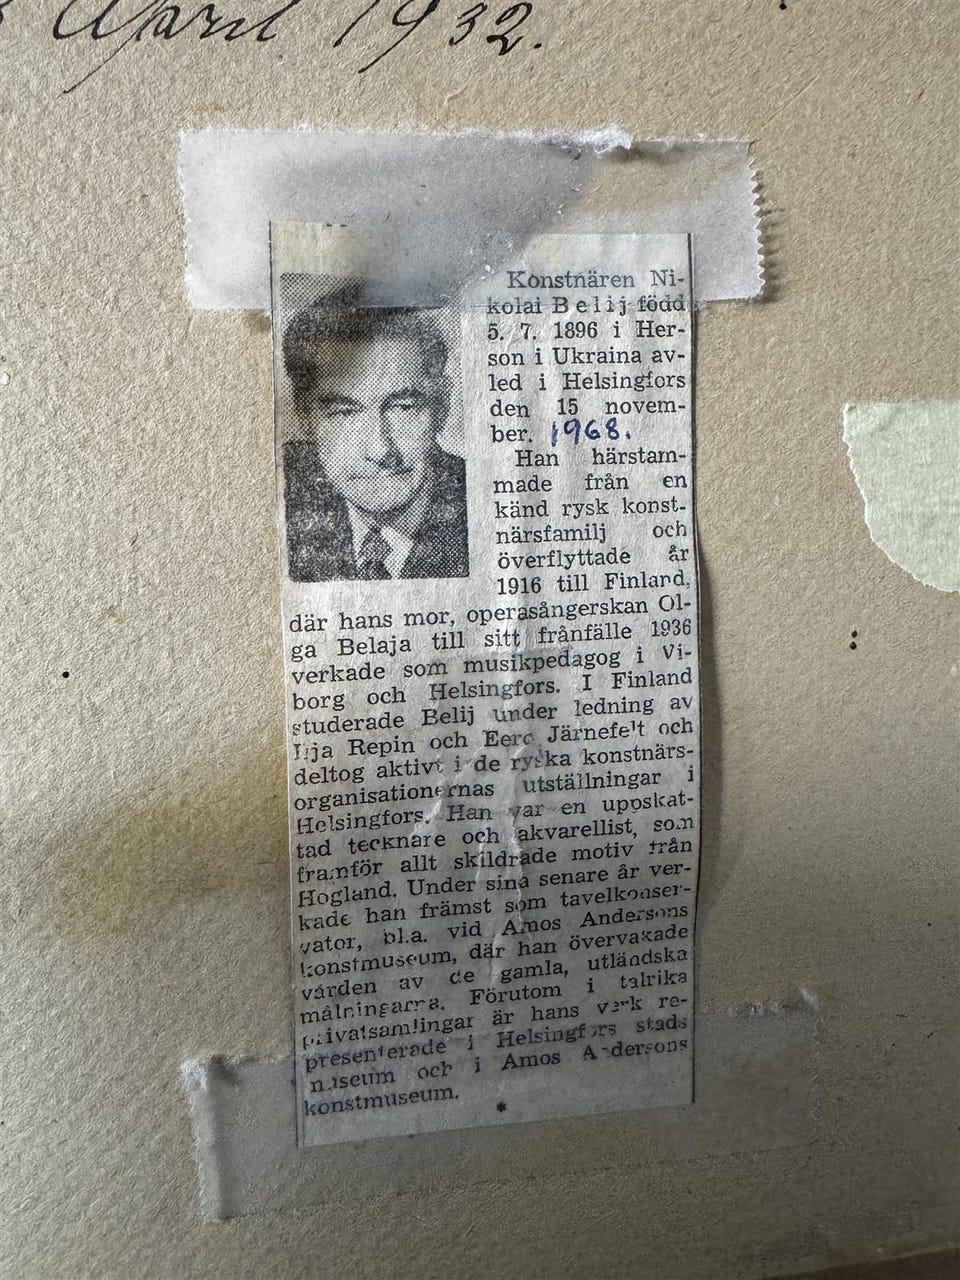 April 1932.
Konstnären Ni-
kolai Belij född
5. 7. 1896 i Her-
son i Ukraina av-
led i Helsingfors
den 15 novem-
ber. 1968.
Han härstam-
made från en
känd rysk konst-
närsfamilj och
överflyttade år
1916 till Finland,
där hans mor, operasångerskan Ol-
ga Belaja till sitt frånfälle 1936
verkade som musikpedagog i Vi-
borg och Helsingfors. I Finland
studerade Belij under ledning av
Ilja Repin och Eero Järnefelt och
deltog aktivt i de ryska konstnärs-
organisationernas utställningar i
Helsingfors. Han var en uppskat-
tad tecknare och akvarellist, som
framför allt skildrade motiv från
Hogland. Under sina senare år ver-
kade han främst som tavelkonser-
vator, bl.a. vid Amos Andersons
konstmuseum, där han övervakade
vården av de gamla, utländska
målningarna. Förutom i talrika
privatsamlingar är hans verk re-
presenterade i Helsingfors stads
museum och i Amos Andersons
konstmuseum.
*